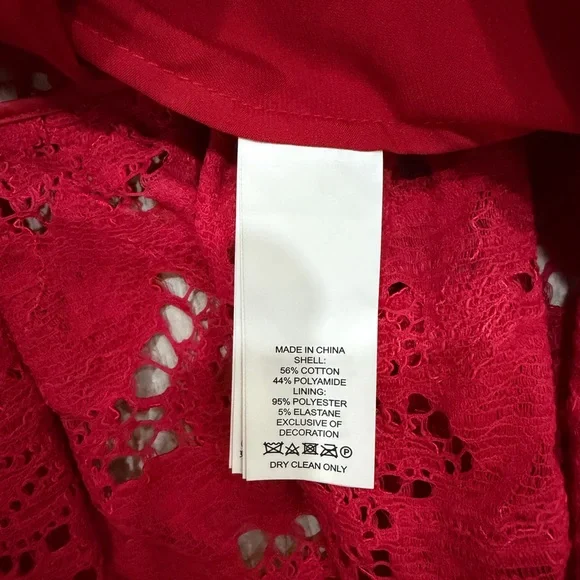 MADE IN CHINA
SHELL:
56% COTTON
44% POLYAMIDE
LINING:
95% POLYESTER
5% ELASTANE
EXCLUSIVE OF
DECORATION
P
DRY CLEAN ONLY